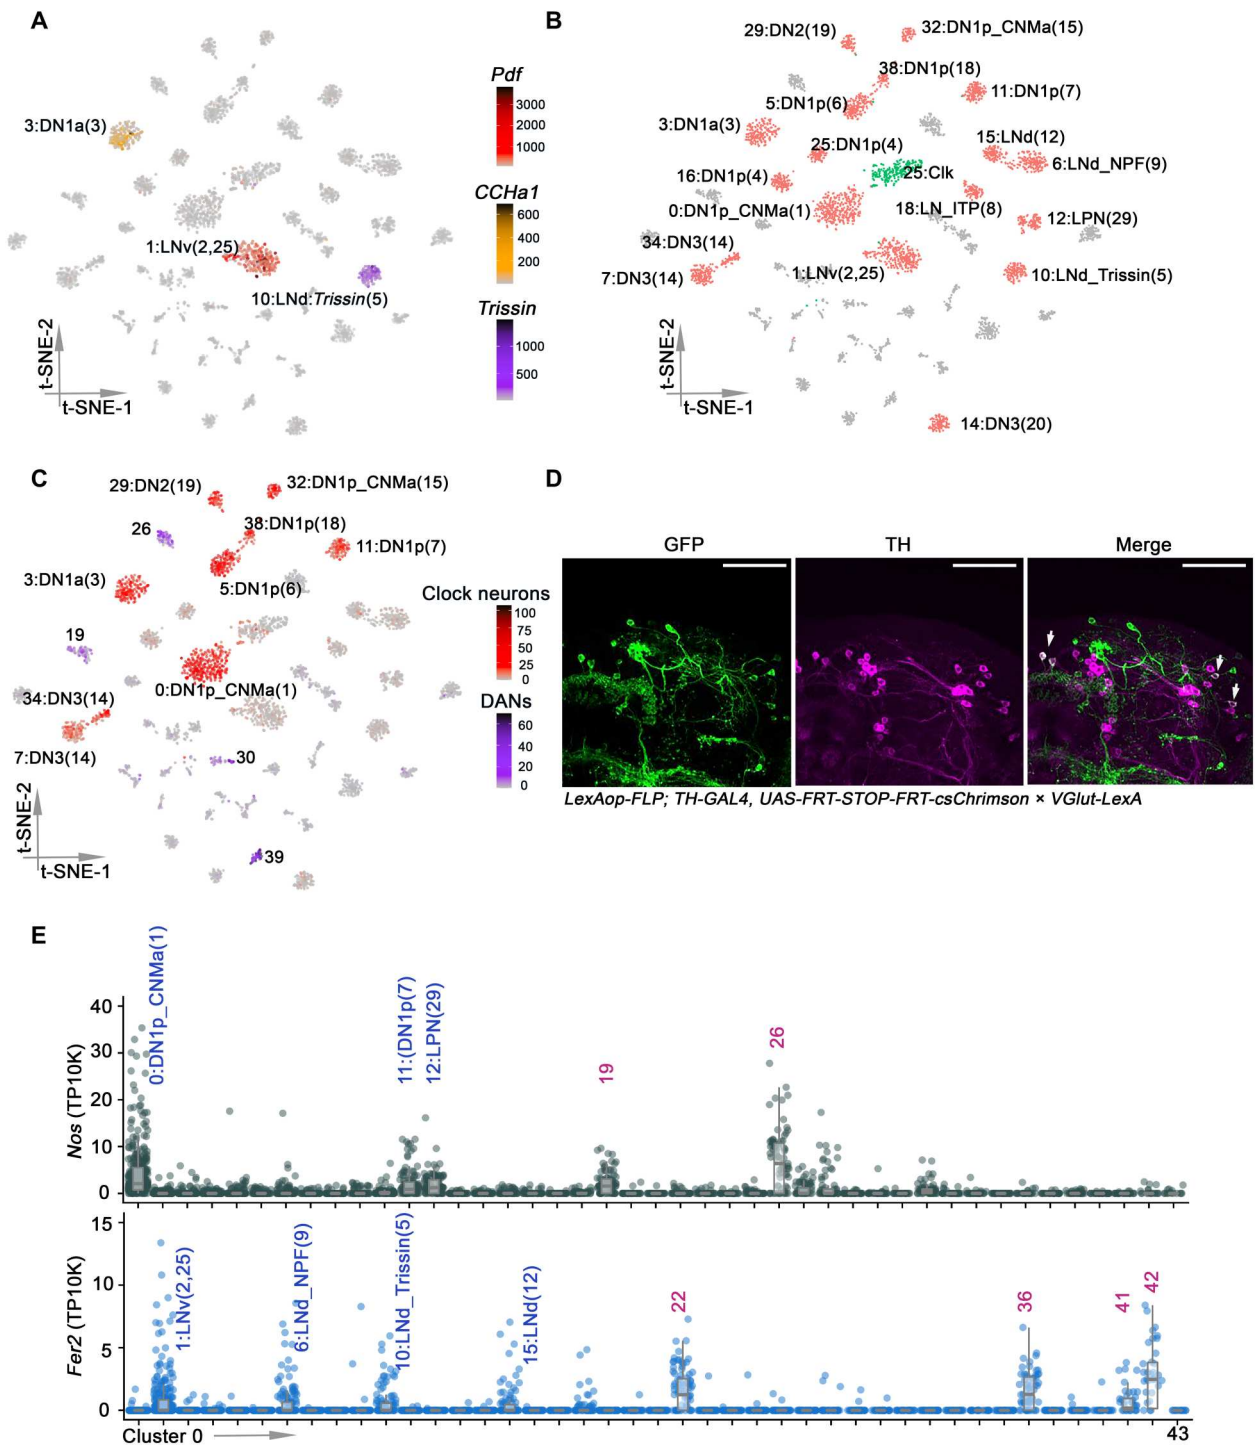 A
Pdf
3000
2000
1000
3:DN1a(3)
CCHa1
600
400
200
1:LNv(2,25)
10:LNd:Trissin(5)
Trissin
1000
500
t-SNE-2
t-SNE-1
B
29:DN2(19)
32:DN1p_CNMa(15)
38:DN1p(18)
5:DN1p(6)
11:DN1p(7)
3:DN1a(3)
25:DN1p(4)
15:LNd(12)
6:LNd_NPF(9)
16:DN1p(4)
25:Clk
0:DN1p_CNMa(1)
18:LN_ITP(8)
12:LPN(29)
34:DN3(14)
7:DN3(14)
1:LNv(2,25)
10:LNd_Trissin(5)
t-SNE-2
t-SNE-1
14:DN3(20)
C
29:DN2(19)
32:DN1p_CNMa(15)
26
38:DN1p(18)
11:DN1p(7)
3:DN1a(3)
5:DN1p(6)
Clock neurons
100
75
50
25
0
19
0:DN1p_CNMa(1)
34:DN3(14)
DANs
60
40
20
0
7:DN3(14)
30
t-SNE-2
t-SNE-1
39
D
GFP
TH
Merge
LexAop-FLP; TH-GAL4, UAS-FRT-STOP-FRT-csChrimson × VGlut-LexA
E
0:DN1p_CNMa(1)
11:(DN1p(7)
12:LPN(29)
19
26
40
30
20
10
0
Nos (TP10K)
15
10
5
0
Fer2 (TP10K)
1:LNv(2,25)
6:LNd_NPF(9)
10:LNd_Trissin(5)
15:LNd(12)
22
36
41
42
Cluster 0
43